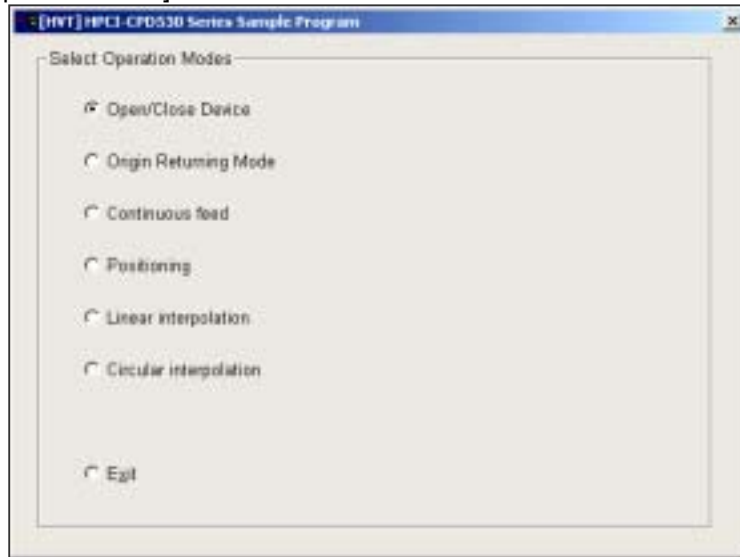 [HVT] HPCI-CPD530 Series Sample Program
Select Operation Modes
Open/Close Device
Origin Returning Mode
Continuous feed
Positioning
Linear interpolation
Circular interpolation
Exit